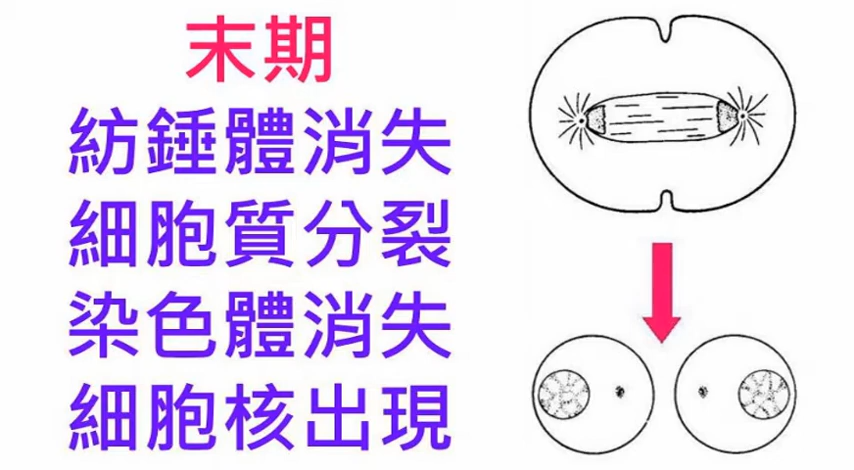 末期
紡錘體消失
細胞質分裂
染色體消失
細胞核出現